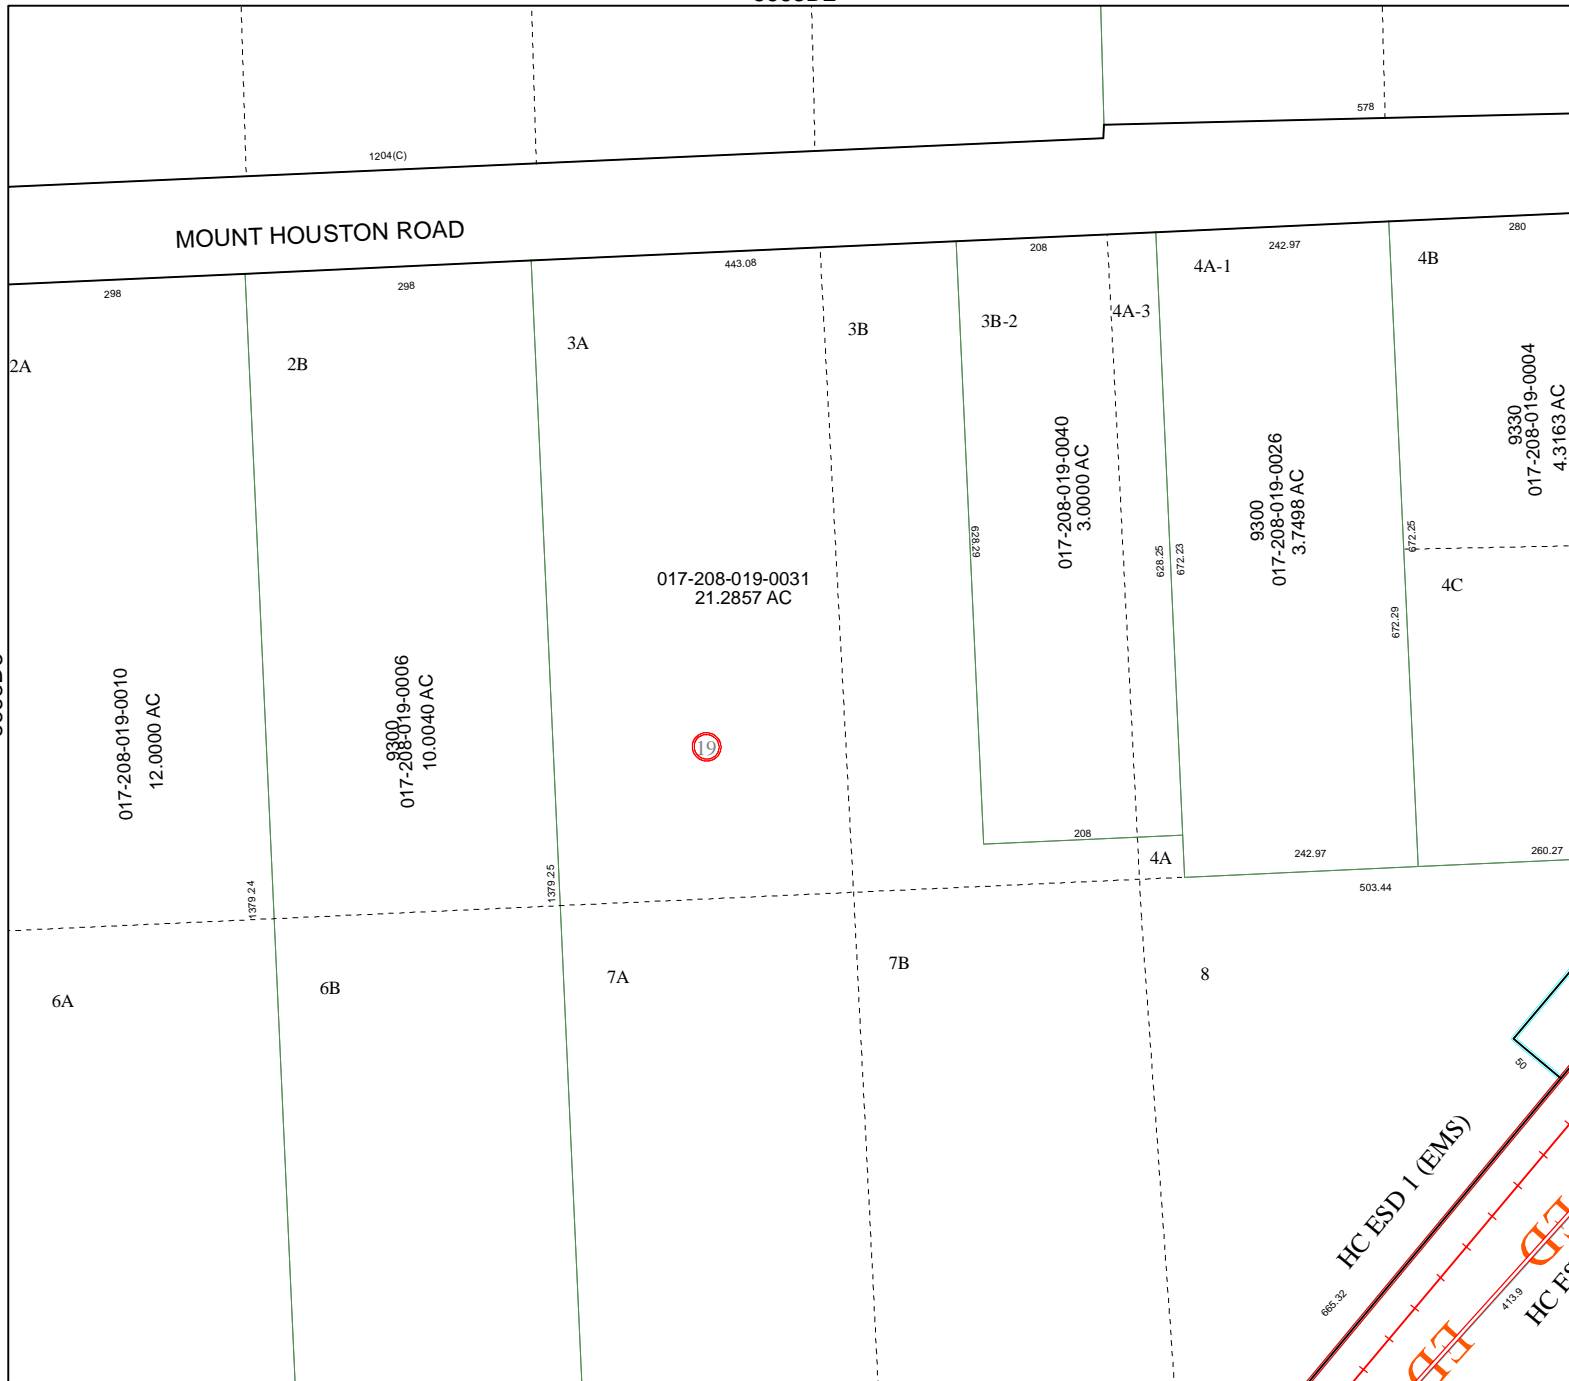 578
1204(C)
MOUNT HOUSTON ROAD
298
298
443.08
208
242.97
280
2A
2B
3A
3B
3B-2
4A-3
4A-1
4B
017-208-019-0010
12.0000 AC
9300
017-208-019-0006
10.0040 AC
017-208-019-0031
21.2857 AC
19
628.29
017-208-019-0040
3.0000 AC
628.25
672.23
9300
017-208-019-0026
3.7498 AC
672.25
672.29
9330
017-208-019-0004
4.3163 AC
4C
1379.24
1379.25
208
4A
242.97
260.27
503.44
6A
6B
7A
7B
8
50
HC ESD 1 (EMS)
665.32
413.9
HC ES